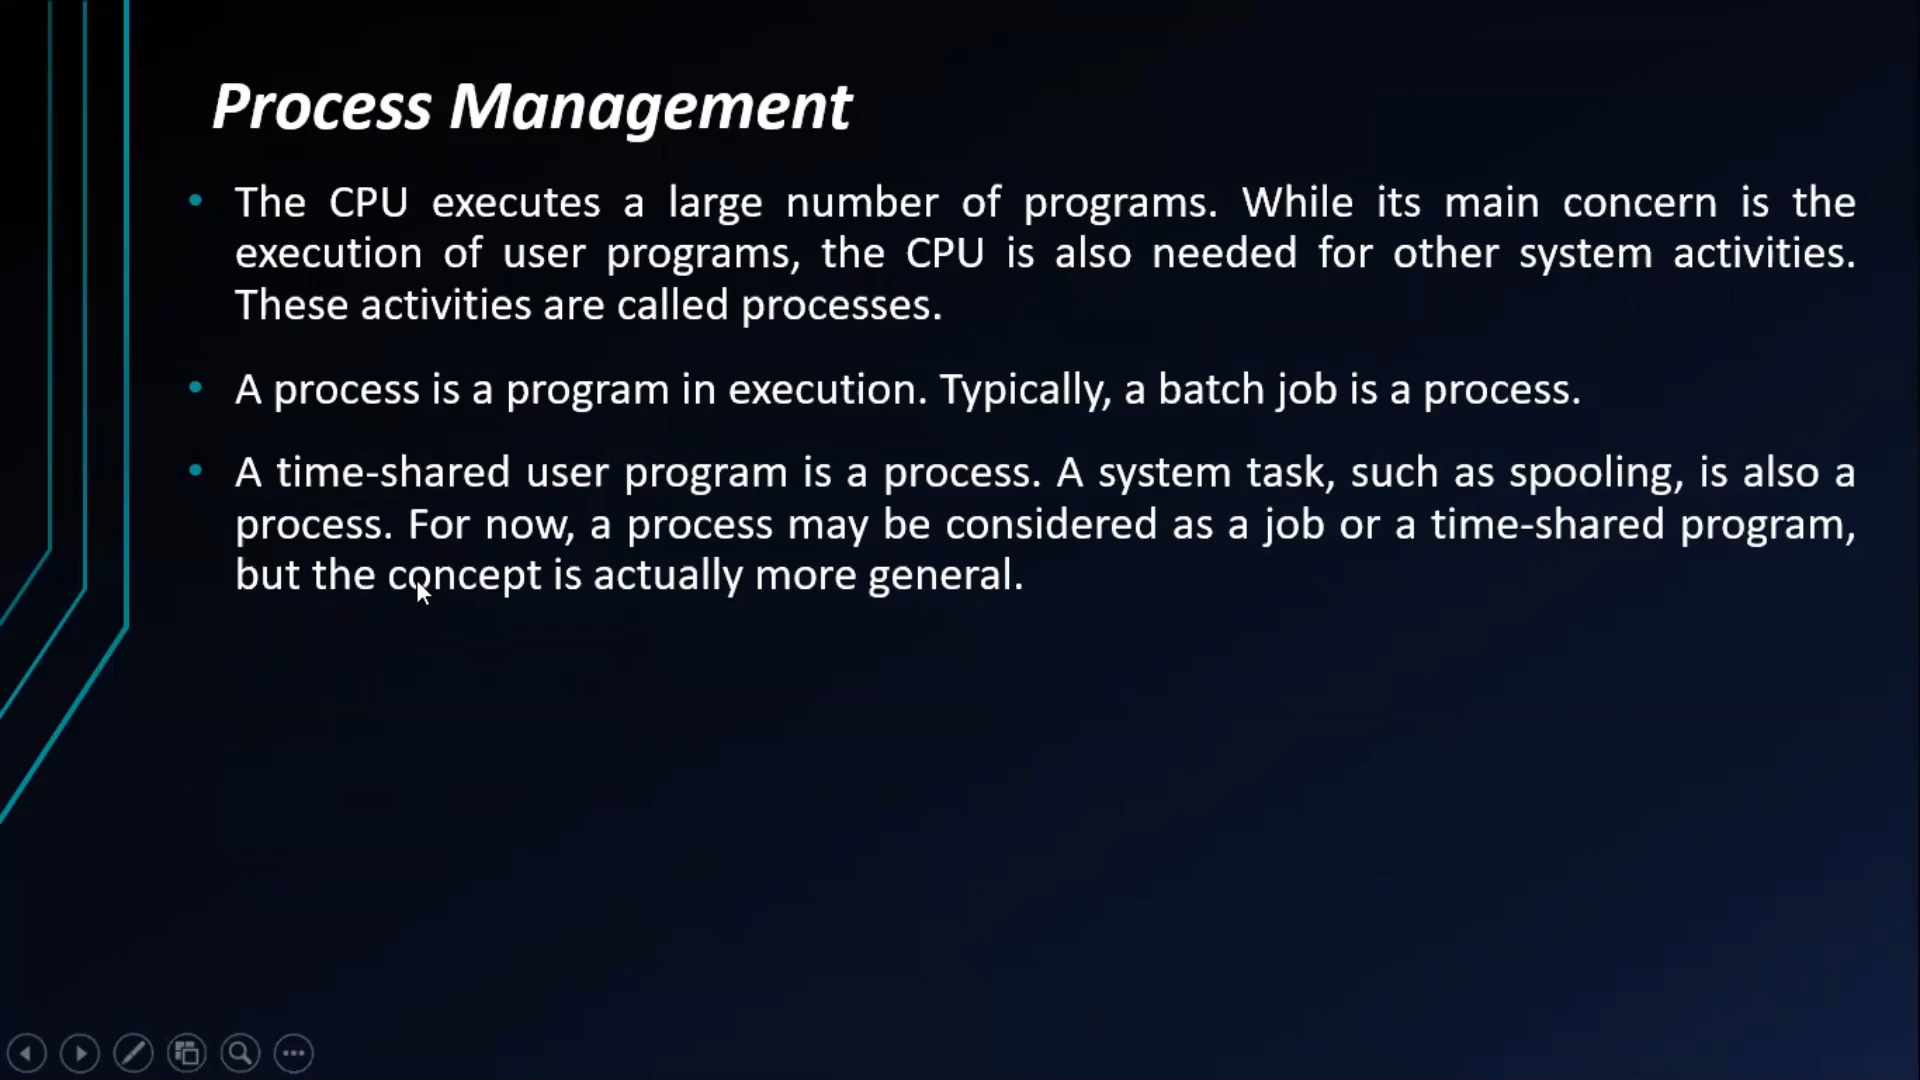 Process Management
• The CPU executes a large number of programs. While its main concern is the
execution of user programs, the CPU is also needed for other system activities.
These activities are called processes.
• A process is a program in execution. Typically, a batch job is a process.
• A time-shared user program is a process. A system task, such as spooling, is also a
process. For now, a process may be considered as a job or a time-shared program,
but the concept is actually more general.